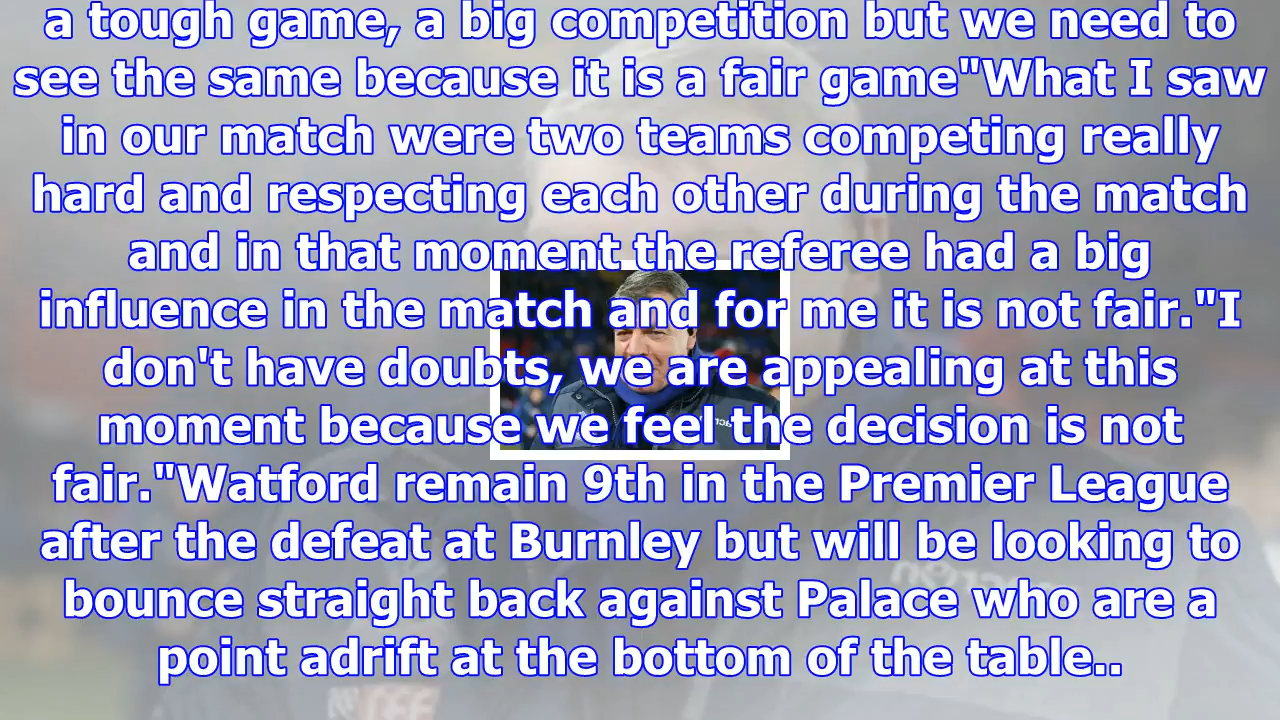 a tough game, a big competition but we need to
see the same because it is a fair game"What I saw
in our match were two teams competing really
hard and respecting each other during the match
and in that moment the referee had a big
influence in the match and for me it is not fair."I
don't have doubts, we are appealing at this
moment because we feel the decision is not
fair."Watford remain 9th in the Premier League
after the defeat at Burnley but will be looking to
bounce straight back against Palace who are a
point adrift at the bottom of the table..